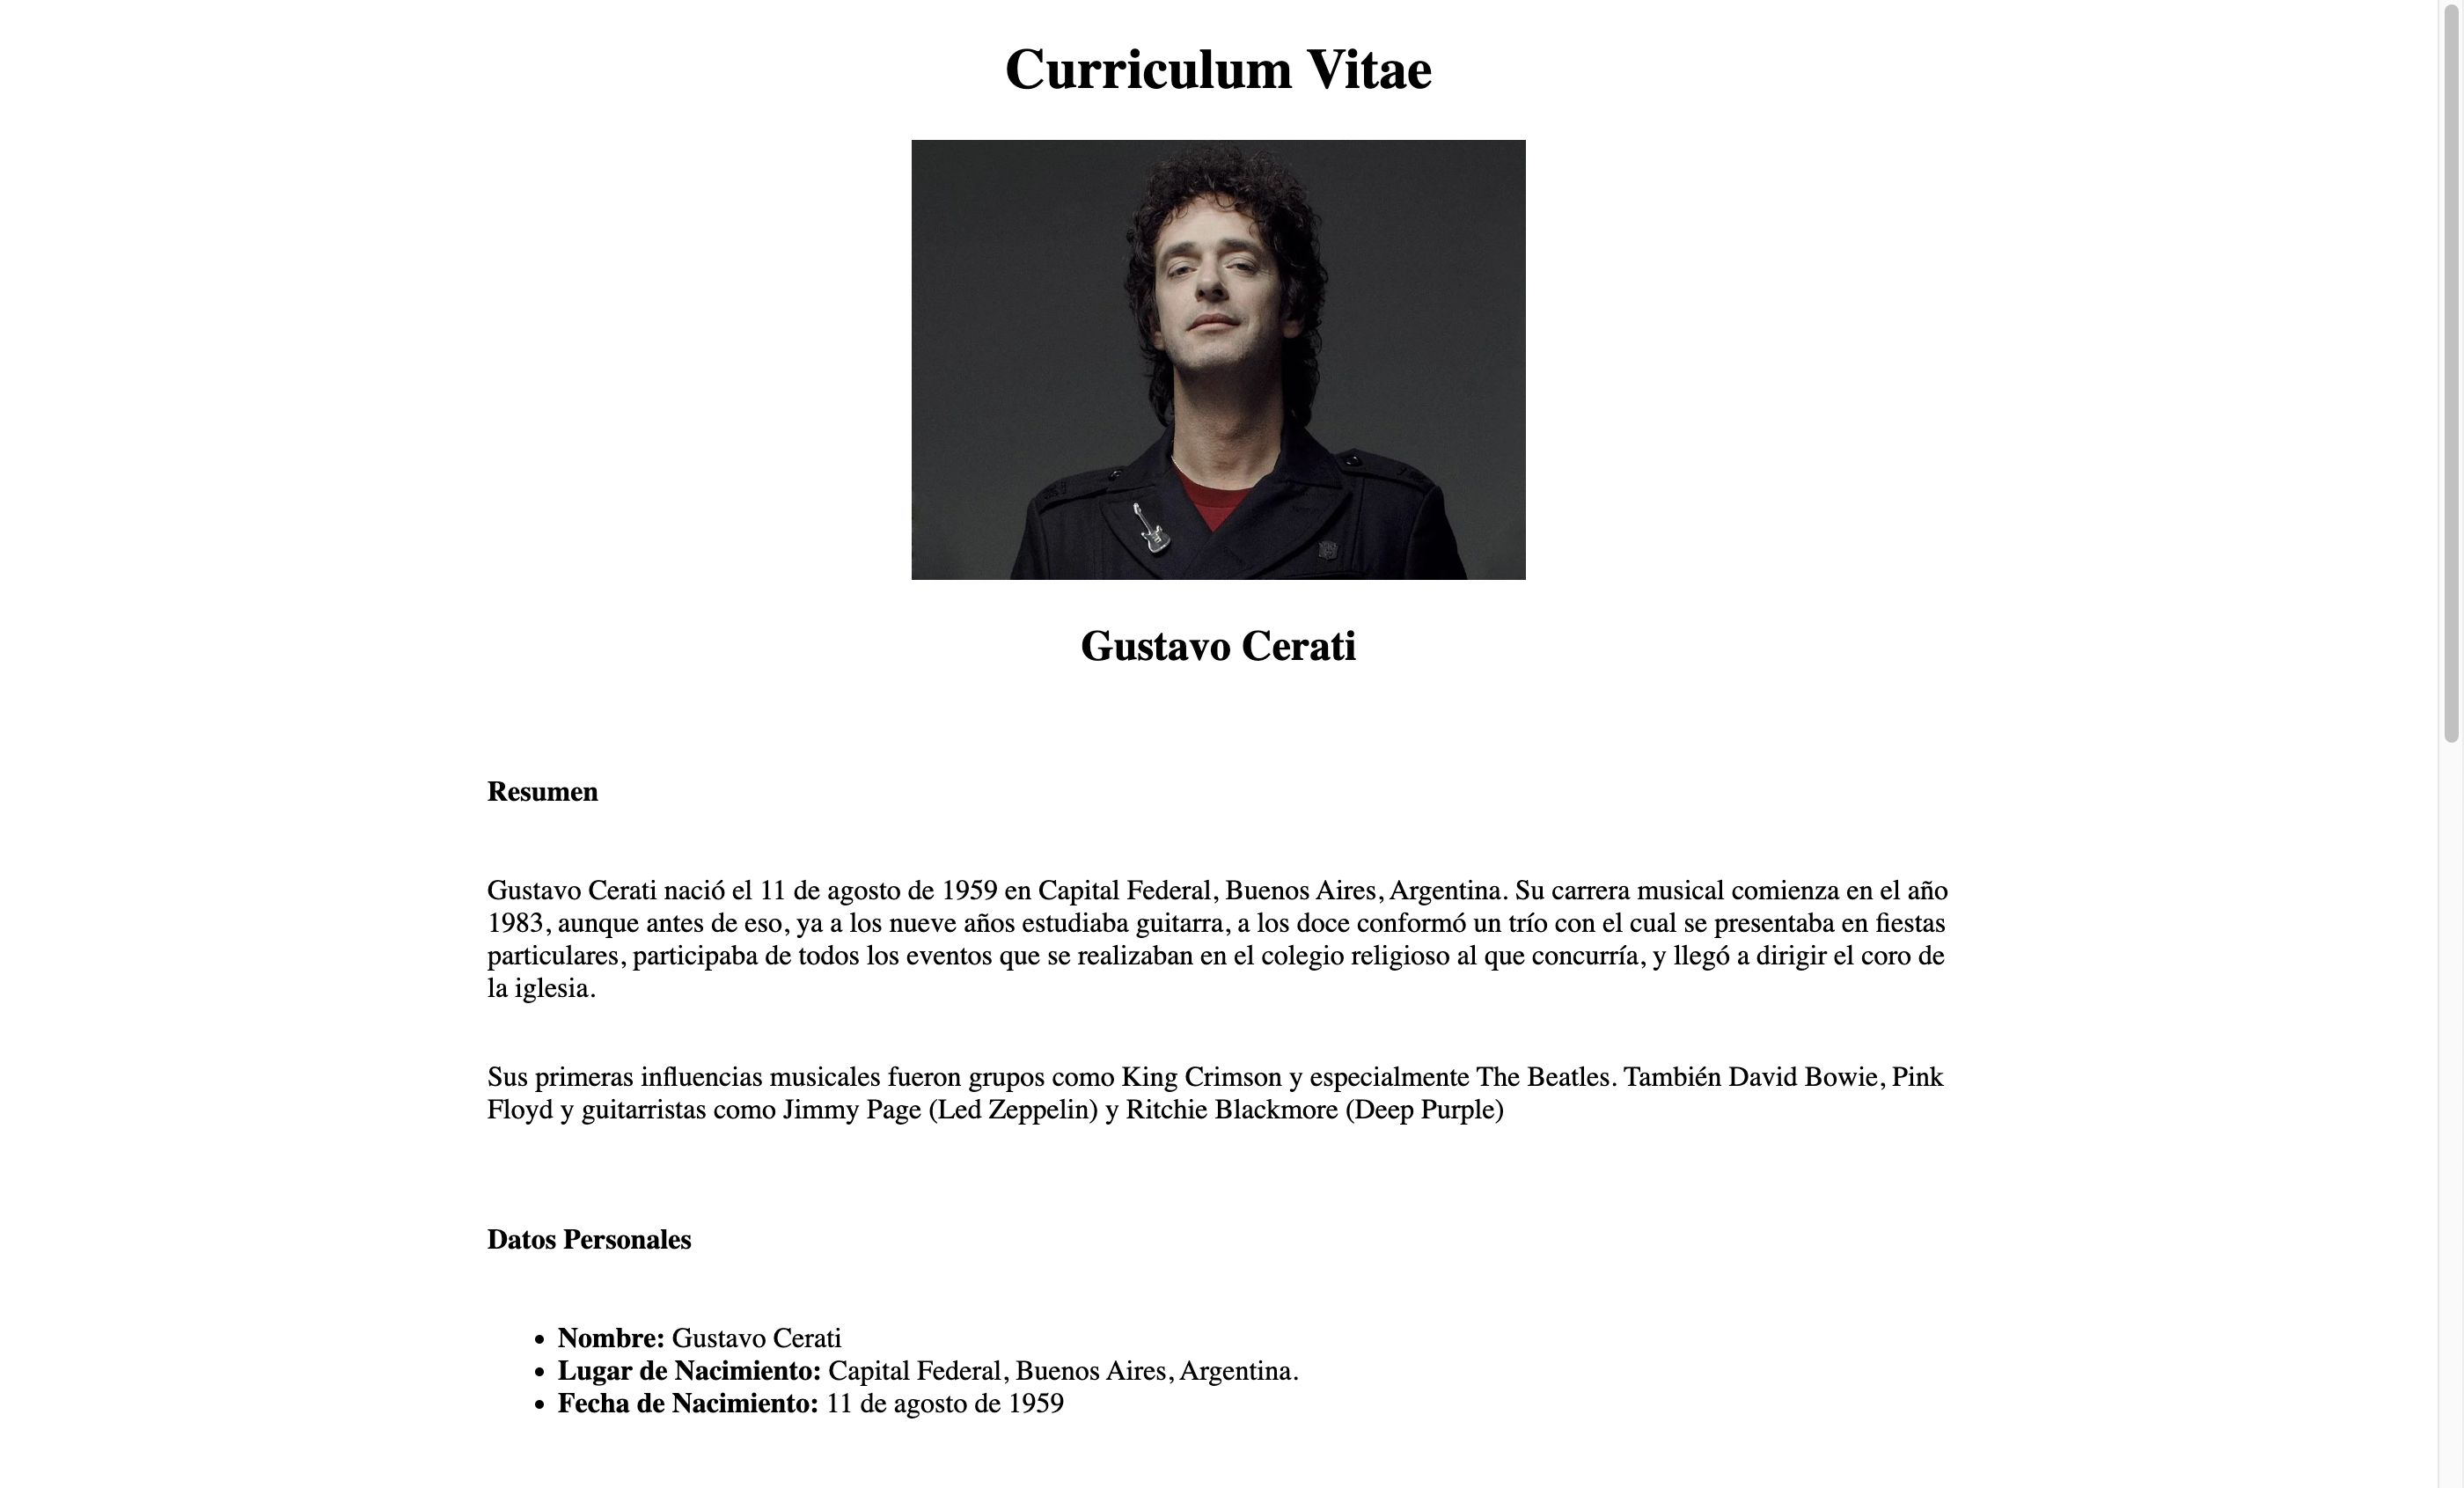 Curriculum Vitae
Gustavo Cerati
Resumen
Gustavo Cerati nació el 11 de agosto de 1959 en Capital Federal, Buenos Aires, Argentina. Su carrera musical comienza en el año
1983, aunque antes de eso, ya a los nueve años estudiaba guitarra, a los doce conformó un trío con el cual se presentaba en fiestas
particulares, participaba de todos los eventos que se realizaban en el colegio religioso al que concurría, y llegó a dirigir el coro de
la iglesia.
Sus primeras influencias musicales fueron grupos como King Crimson y especialmente The Beatles. También David Bowie, Pink
Floyd y guitarristas como Jimmy Page (Led Zeppelin) y Ritchie Blackmore (Deep Purple)
Datos Personales
• Nombre: Gustavo Cerati
• Lugar de Nacimiento: Capital Federal, Buenos Aires, Argentina.
• Fecha de Nacimiento: 11 de agosto de 1959